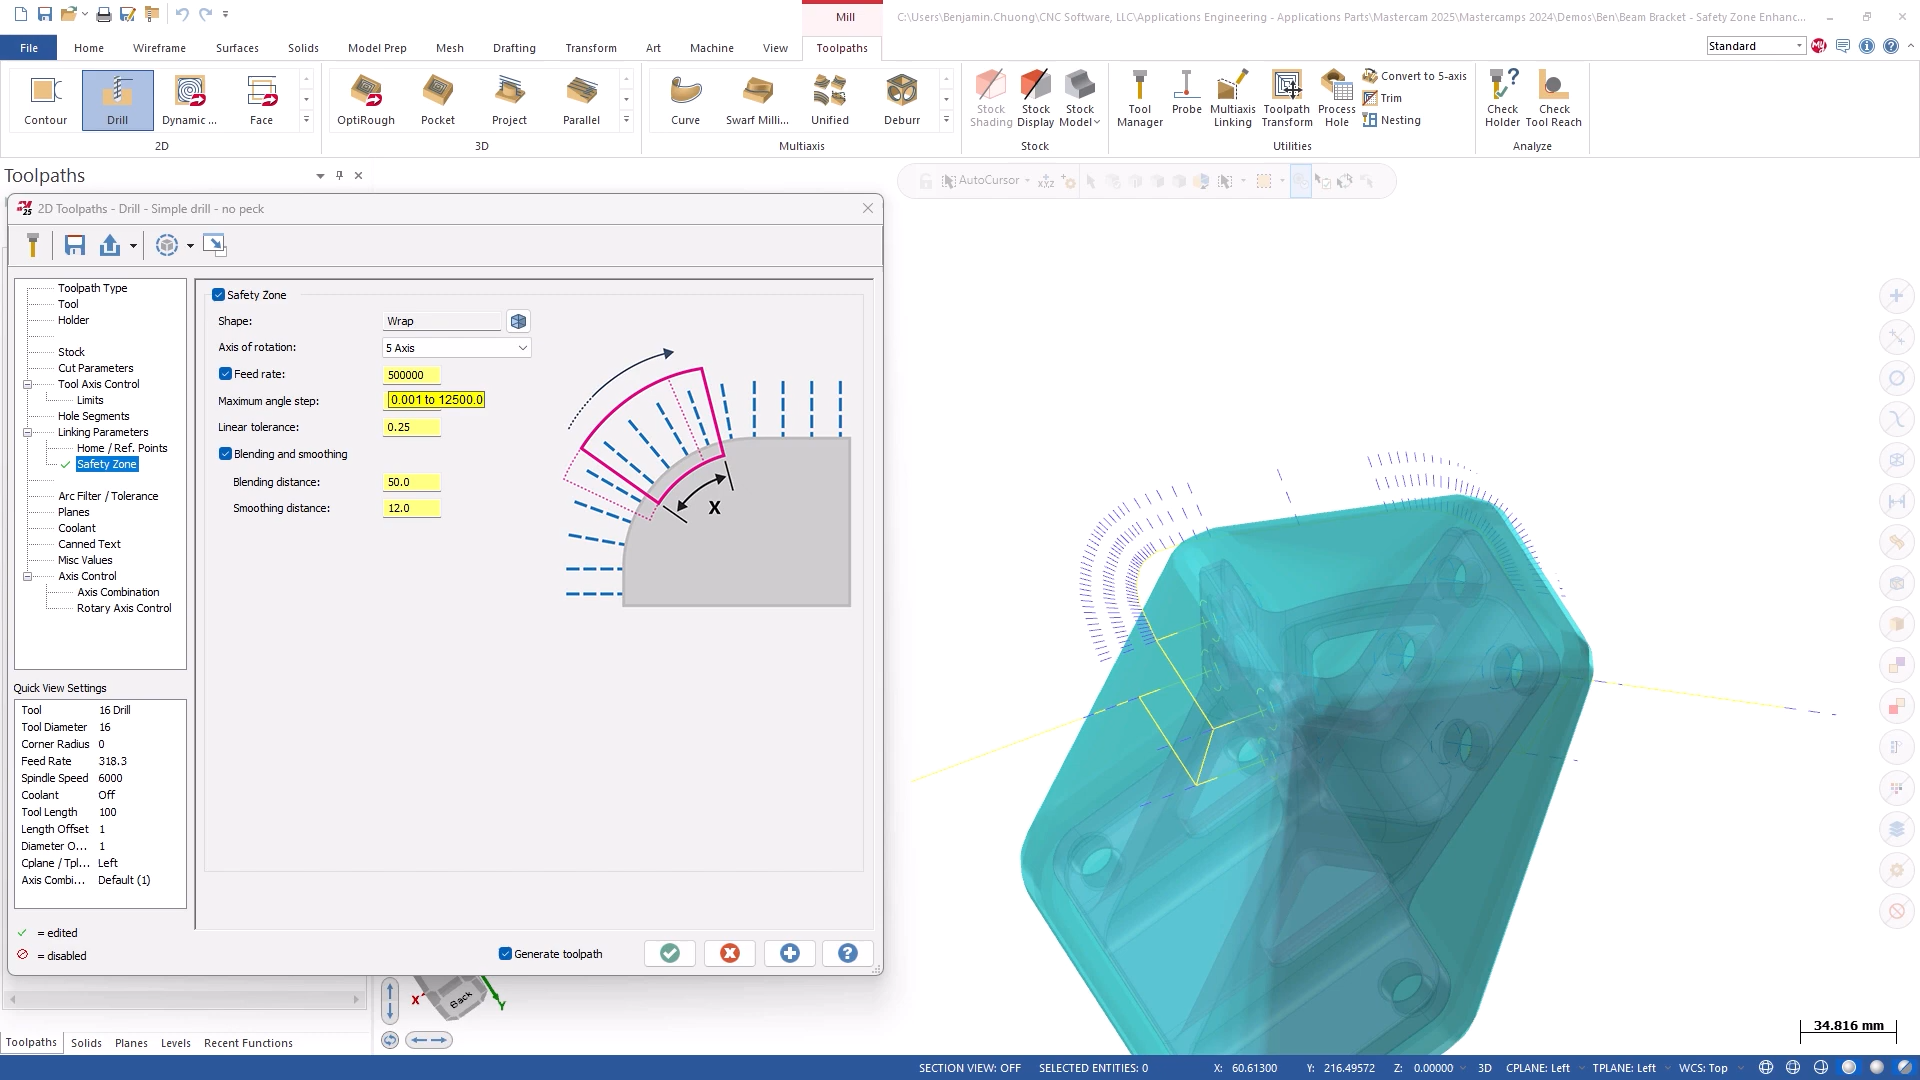 Mill
C:\Users\Benjamin.Chuong\CNC Software, LLC\Applications Engineering - Applications Parts\Mastercam 2025\Mastercamps 2024\Demos\Ben\Beam Bracket - Safety Zone Enhanc...
File Home Wireframe Surfaces Solids Model Prep Mesh Drafting Transform Art Machine View Toolpaths
Standard
Contour Drill Dynamic ... Face
2D
OptiRough Pocket Project Parallel
3D
Curve Swarf Milli... Unified Deburr
Multiaxis
Stock Shading
Stock Display
Stock Model
Stock
Tool Manager
Probe
Multiaxis Linking
Toolpath Transform
Process Hole
Convert to 5-axis
Trim
Nesting
Utilities
Check Holder
Check Tool Reach
Analyze
Toolpaths
AutoCursor
2D Toolpaths - Drill - Simple drill - no peck
Toolpath Type
Tool
Holder
Stock
Cut Parameters
Tool Axis Control
Limits
Hole Segments
Linking Parameters
Home / Ref. Points
Safety Zone
Arc Filter / Tolerance
Planes
Coolant
Canned Text
Misc Values
Axis Control
Axis Combination
Rotary Axis Control
Safety Zone
Shape: Wrap
Axis of rotation: 5 Axis
Feed rate: 500000
Maximum angle step: 0.001 to 12500.0
Linear tolerance: 0.25
Blending and smoothing
Blending distance: 50.0
Smoothing distance: 12.0
X
Quick View Settings
Tool 16 Drill
Tool Diameter 16
Corner Radius 0
Feed Rate 318.3
Spindle Speed 6000
Coolant Off
Tool Length 100
Length Offset 1
Diameter O... 1
Cplane / Tpl... Left
Axis Combi... Default (1)
= edited
= disabled
Generate toolpath
X Back Y
34.816 mm
Toolpaths Solids Planes Levels Recent Functions
SECTION VIEW: OFF SELECTED ENTITIES: 0 X: 60.61300 Y: 216.49572 Z: 0.00000 3D CPLANE: Left TPLANE: Left WCS: Top